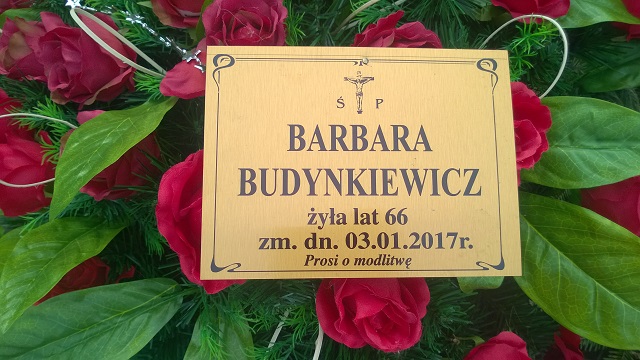 Ś P
BARBARA
BUDYNKIEWICZ
żyła lat 66
zm. dn. 03.01.2017r.
Prosi o modlitwę